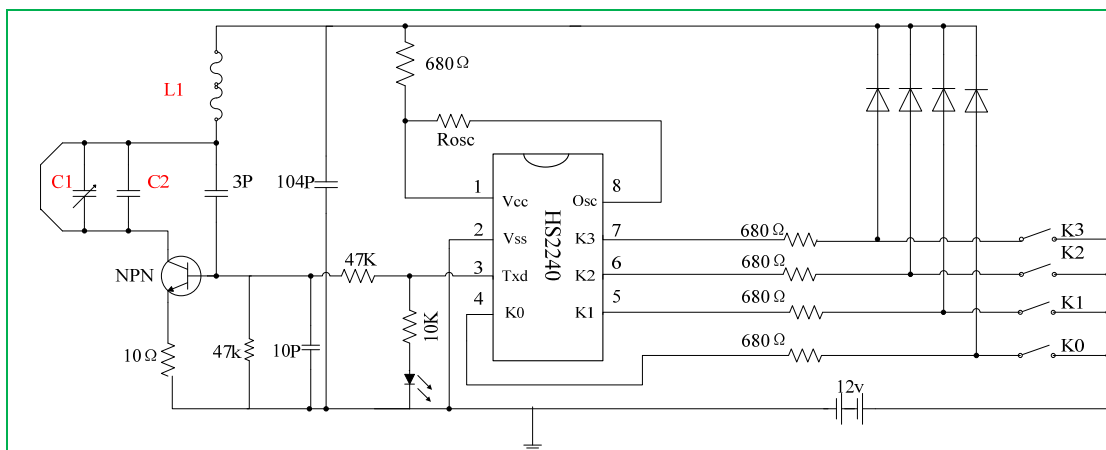 680Ω
L1
Rosc
C1
C2
3P
104P
1
Vcc
Osc
8
HS2240
2
Vss
K3
7
680Ω
K3
NPN
47K
3
Txd
K2
6
680Ω
K2
4
K0
K1
5
680Ω
K1
10K
10Ω
47k
10P
680Ω
K0
12v